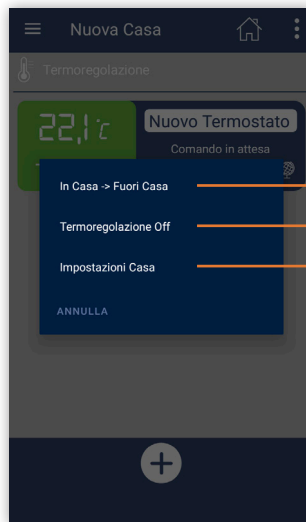 Nuova Casa
Termoregolazione
22,1°c
Nuovo Termostato
Comando in attesa
In Casa -> Fuori Casa
Termoregolazione Off
Impostazioni Casa
ANNULLA